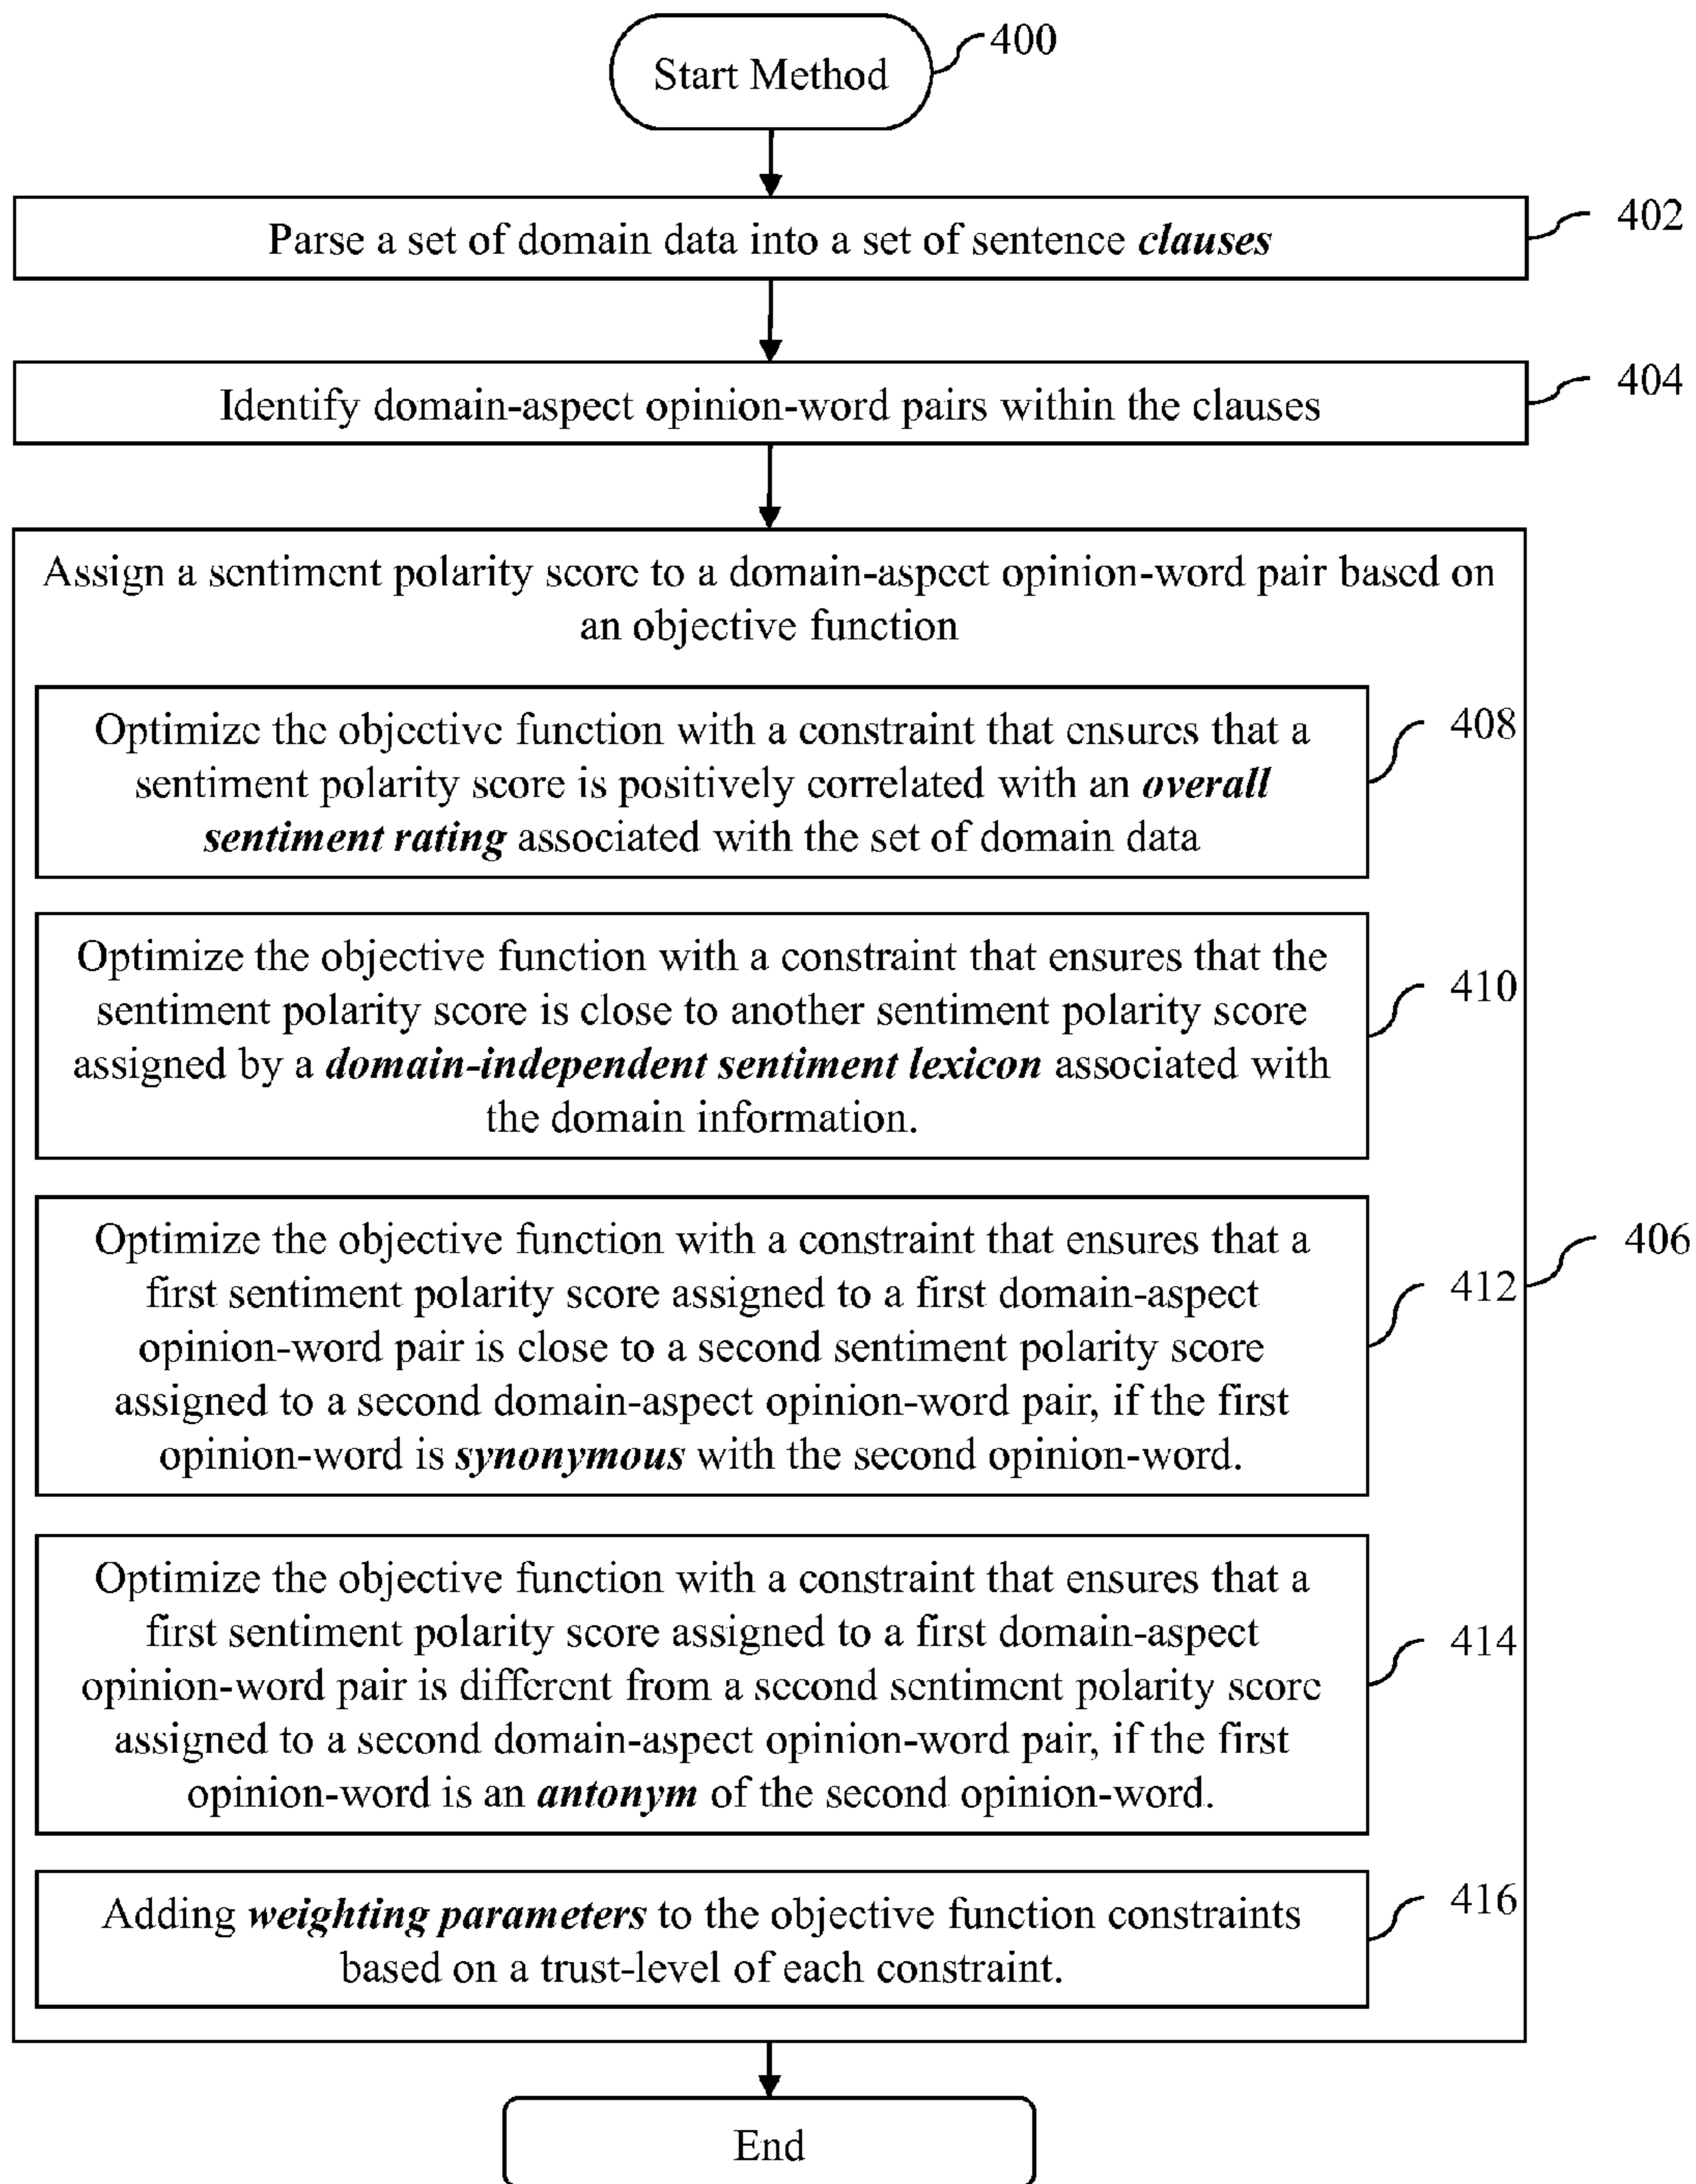 Start Method
400
Parse a set of domain data into a set of sentence clauses
402
Identify domain-aspect opinion-word pairs within the clauses
404
Assign a sentiment polarity score to a domain-aspect opinion-word pair based on
an objective function
Optimize the objective function with a constraint that ensures that a
sentiment polarity score is positively correlated with an overall
sentiment rating associated with the set of domain data
408
Optimize the objective function with a constraint that ensures that the
sentiment polarity score is close to another sentiment polarity score
assigned by a domain-independent sentiment lexicon associated with
the domain information.
410
Optimize the objective function with a constraint that ensures that a
first sentiment polarity score assigned to a first domain-aspect
opinion-word pair is close to a second sentiment polarity score
assigned to a second domain-aspect opinion-word pair, if the first
opinion-word is synonymous with the second opinion-word.
412
406
Optimize the objective function with a constraint that ensures that a
first sentiment polarity score assigned to a first domain-aspect
opinion-word pair is different from a second sentiment polarity score
assigned to a second domain-aspect opinion-word pair, if the first
opinion-word is an antonym of the second opinion-word.
414
Adding weighting parameters to the objective function constraints
based on a trust-level of each constraint.
416
End